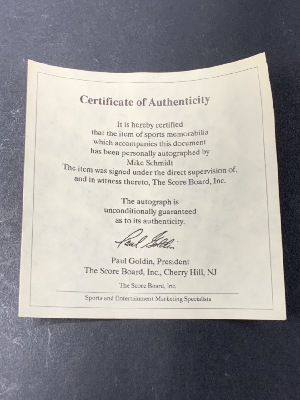 Certificate of Authenticity
It is hereby certified
that the item of sports memorabilia
which accompanies this document
has been personally autographed by
Mike Schmidt
The item was signed under the direct supervision of,
and in witness thereto, The Score Board, Inc.
The autograph is
unconditionally guaranteed
as to its authenticity.
Paul Goldin
Paul Goldin, President
The Score Board, Inc., Cherry Hill, NJ
The Score Board, Inc.
Sports and Entertainment Marketing Specialists